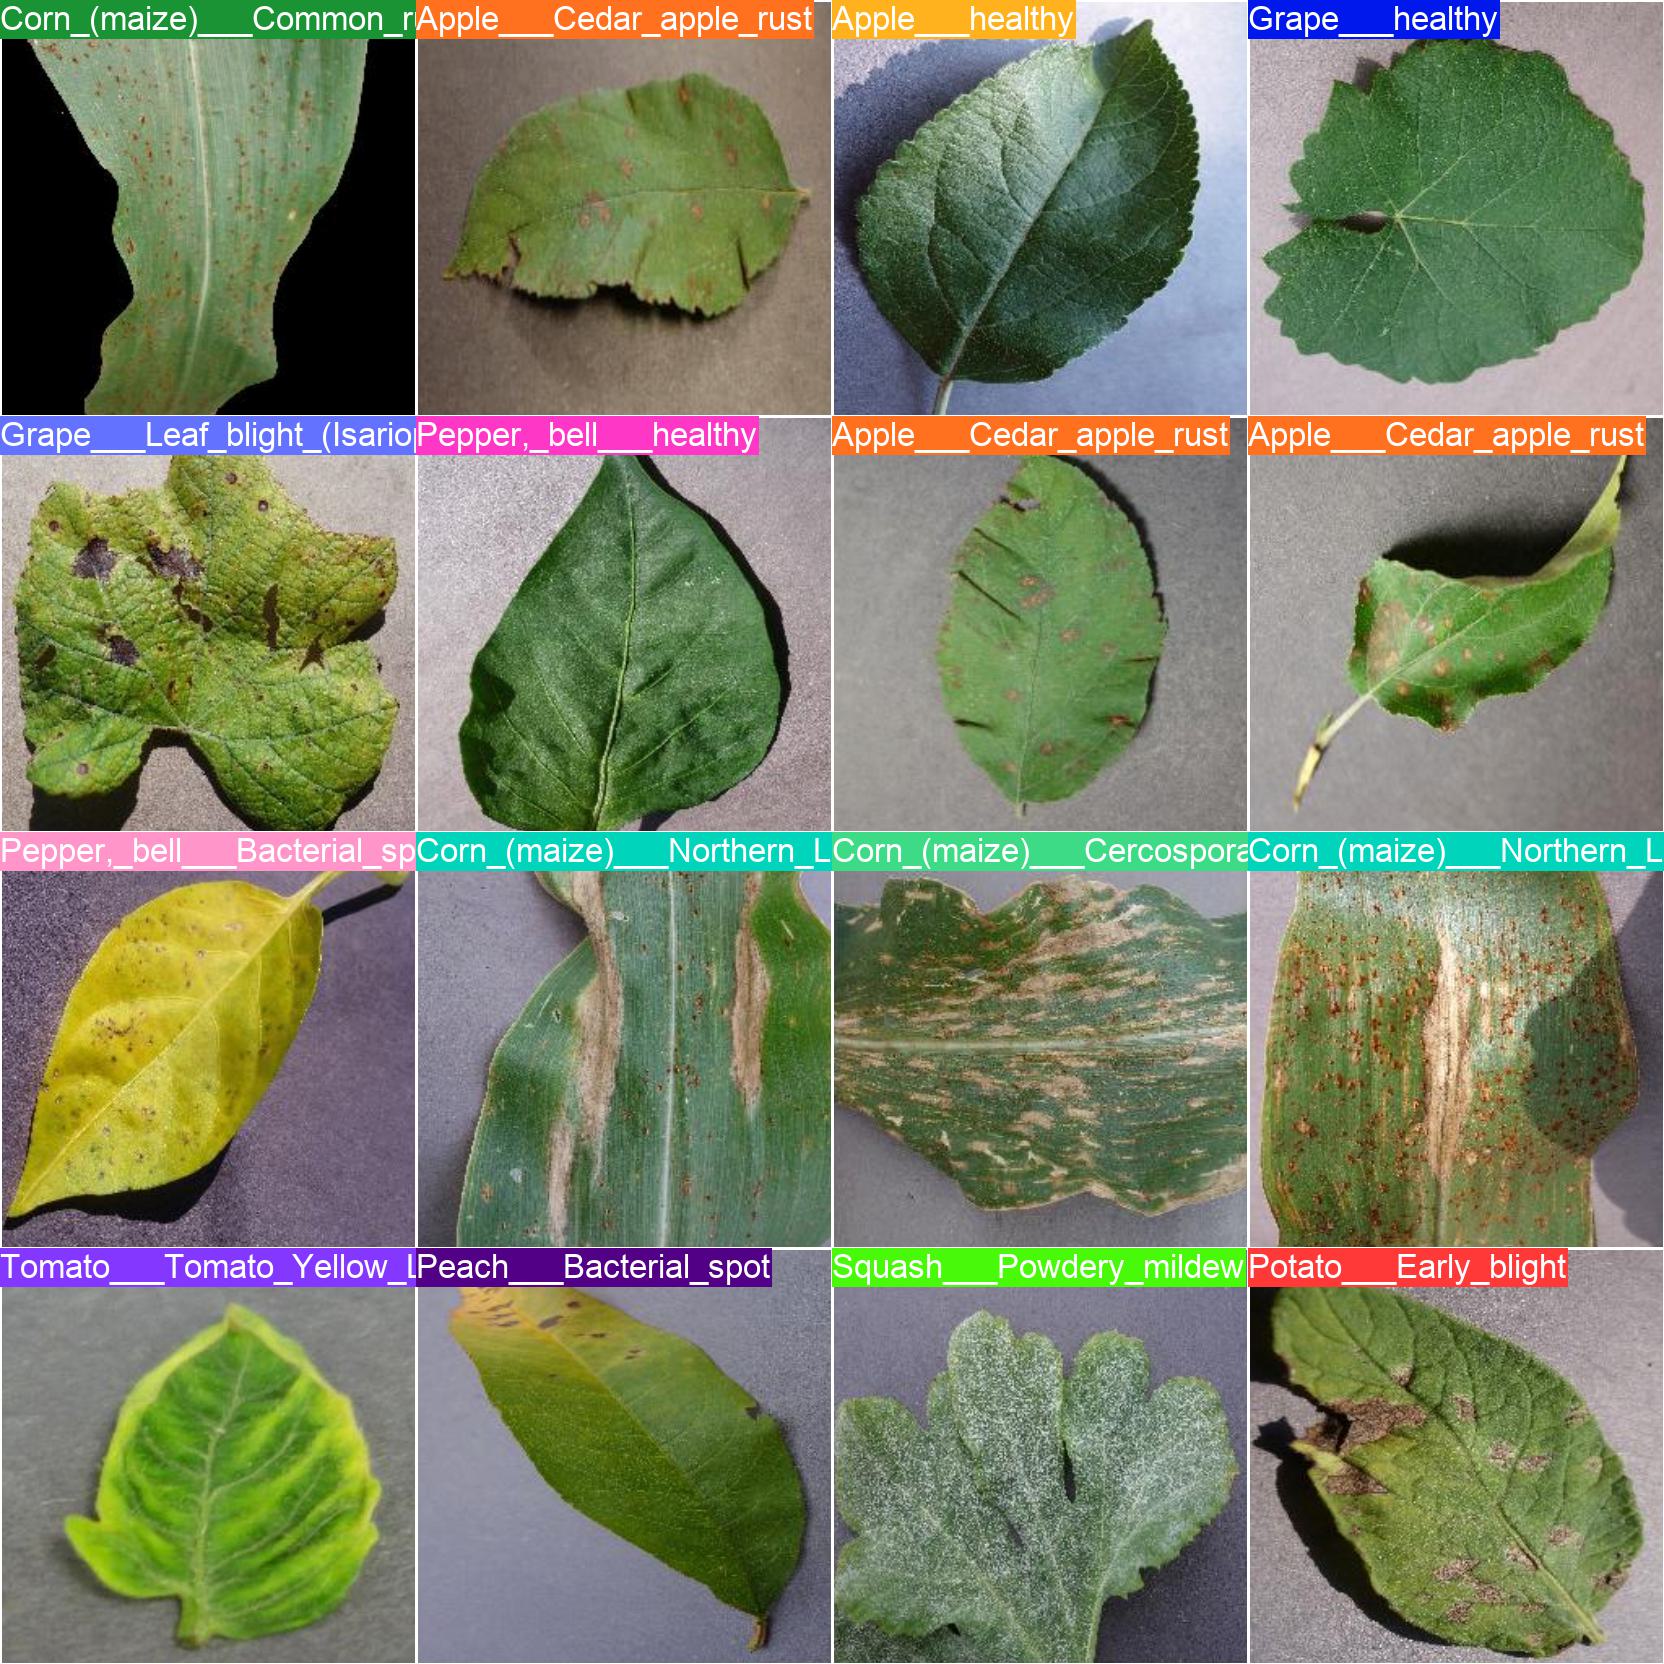 Corn_(maize)___Common_r
Apple___Cedar_apple_rust
Apple___healthy
Grape___healthy
Grape___Leaf_blight_(Isariop
Pepper,_bell___healthy
Apple___Cedar_apple_rust
Apple___Cedar_apple_rust
Pepper,_bell___Bacterial_sp
Corn_(maize)___Northern_L
Corn_(maize)___Cercospora
Corn_(maize)___Northern_L
Tomato___Tomato_Yellow_L
Peach___Bacterial_spot
Squash___Powdery_mildew
Potato___Early_blight